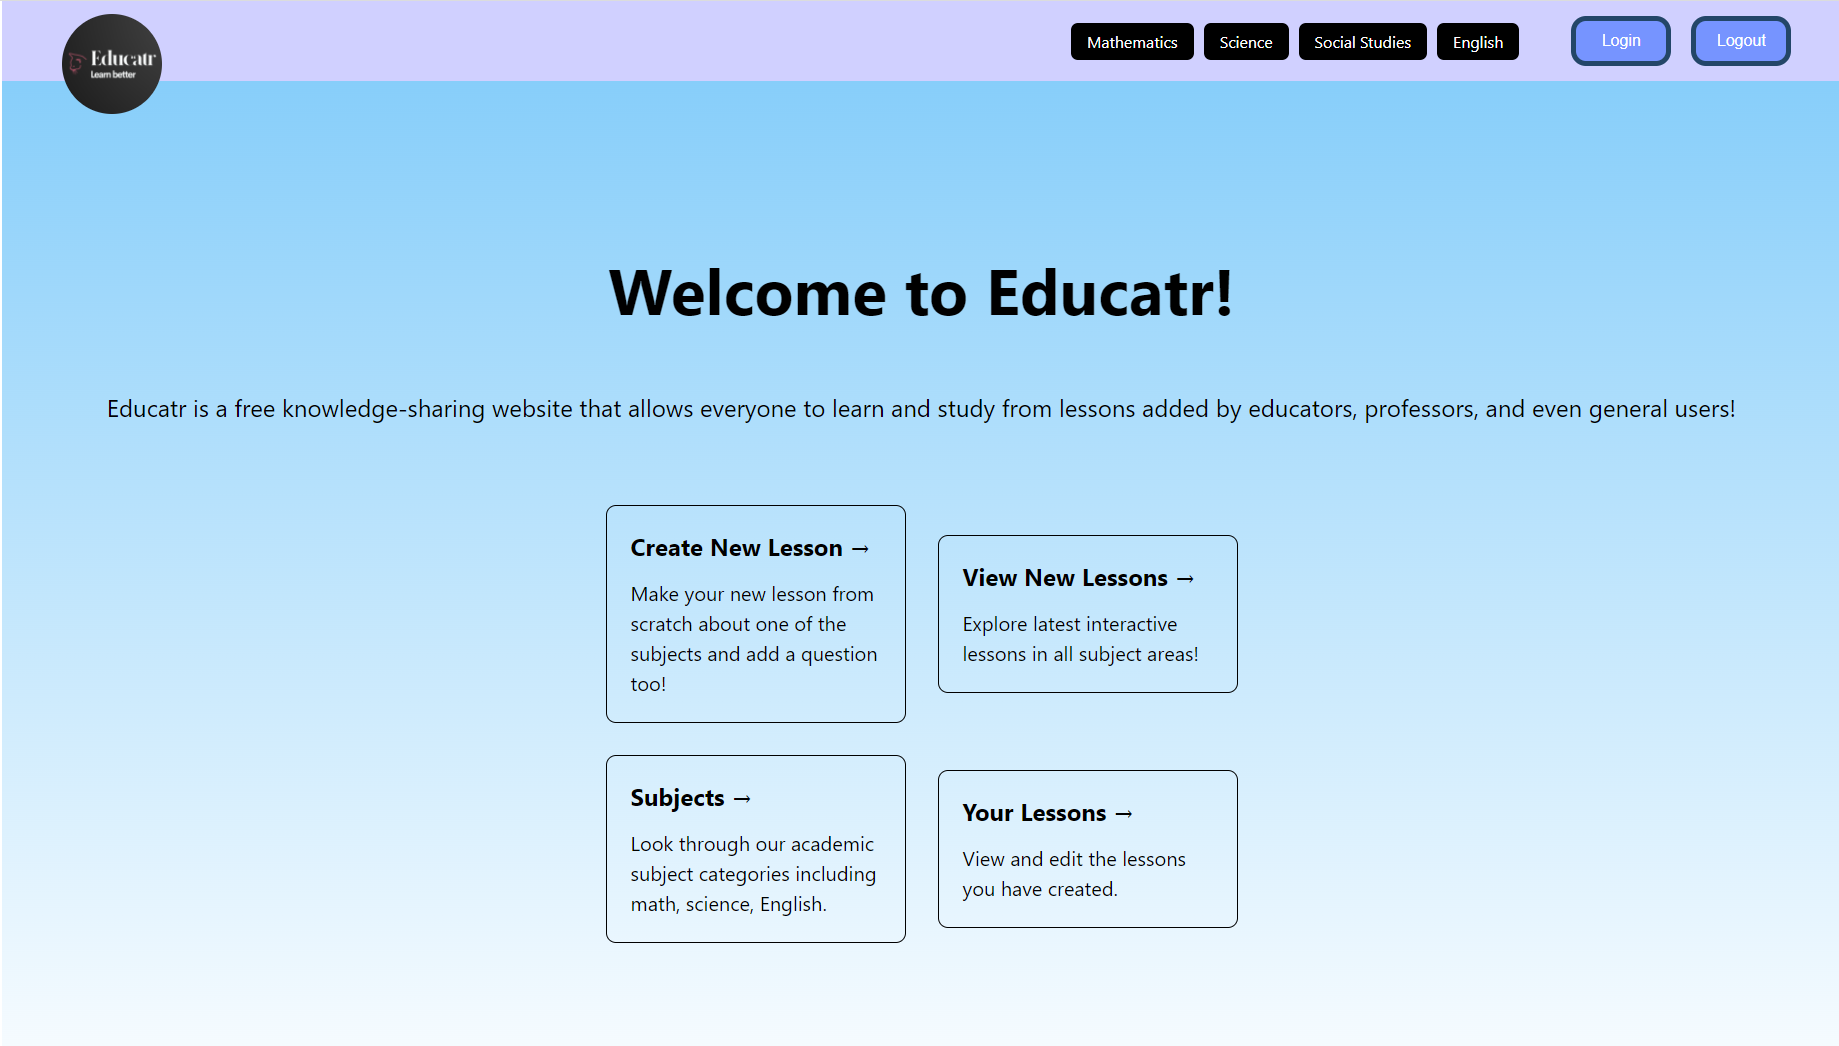 Educatr
Learn better
Mathematics
Science
Social Studies
English
Login
Logout
Welcome to Educatr!
Educatr is a free knowledge-sharing website that allows everyone to learn and study from lessons added by educators, professors, and even general users!
Create New Lesson →
Make your new lesson from
scratch about one of the
subjects and add a question
too!
View New Lessons →
Explore latest interactive
lessons in all subject areas!
Subjects →
Look through our academic
subject categories including
math, science, English.
Your Lessons →
View and edit the lessons
you have created.